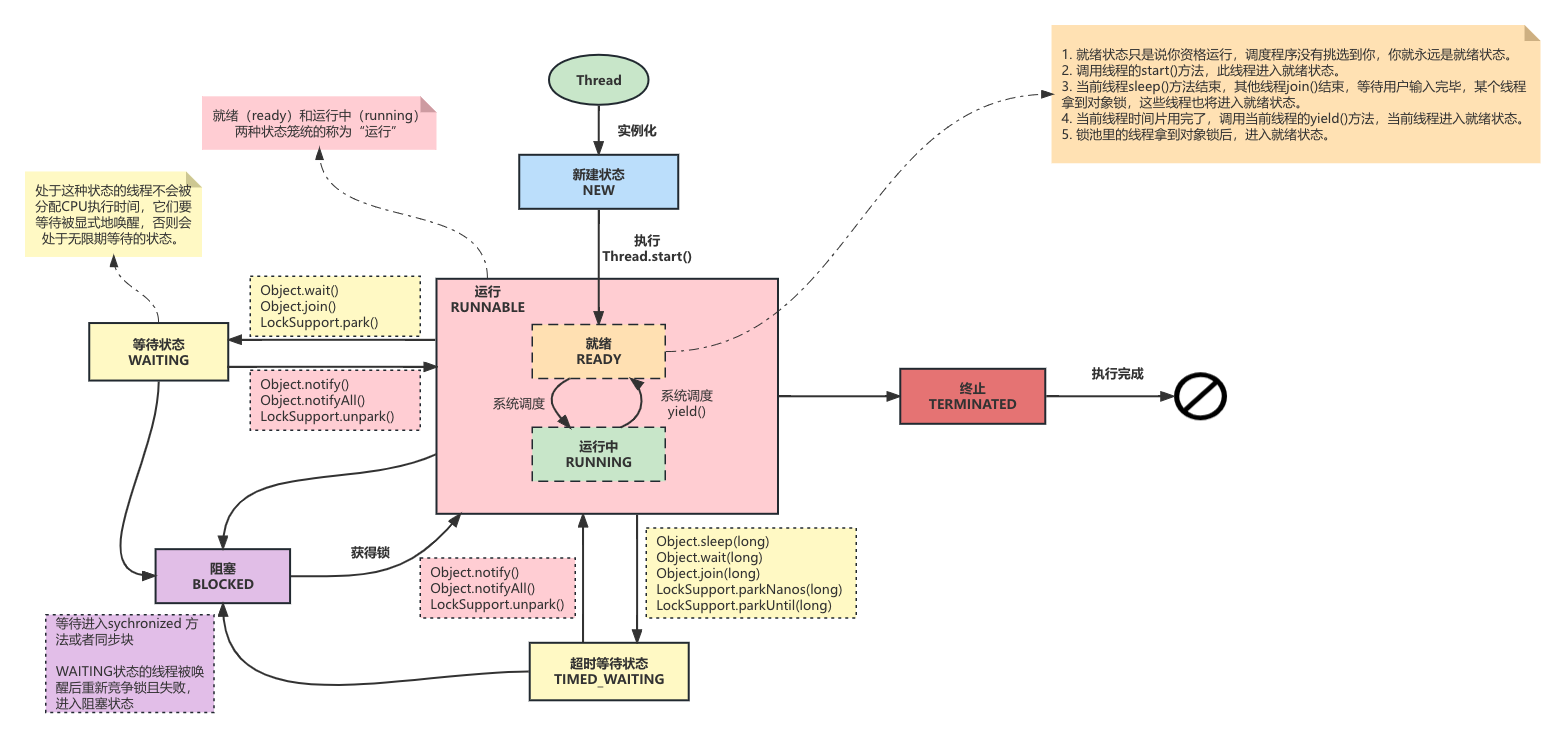 Thread
实例化
新建状态
NEW
执行
Thread.start()
1. 就绪状态只是说你资格运行，调度程序没有挑选到你，你就永远是就绪状态。
2. 调用线程的start()方法，此线程进入就绪状态。
3. 当前线程sleep()方法结束，其他线程join()结束，等待用户输入完毕，某个线程
拿到对象锁，这些线程也将进入就绪状态。
4. 当前线程时间片用完了，调用当前线程的yield()方法，当前线程进入就绪状态。
5. 锁池里的线程拿到对象锁后，进入就绪状态。
就绪（ready）和运行中（running）
两种状态笼统的称为“运行”
处于这种状态的线程不会被
分配CPU执行时间，它们要
等待被显式地唤醒，否则会
处于无限期等待的状态。
Object.wait()
Object.join()
LockSupport.park()
运行
RUNNABLE
就绪
READY
等待状态
WAITING
Object.notify()
Object.notifyAll()
LockSupport.unpark()
系统调度
系统调度
yield()
运行中
RUNNING
终止
TERMINATED
执行完成
获得锁
阻塞
BLOCKED
Object.notify()
Object.notifyAll()
LockSupport.unpark()
Object.sleep(long)
Object.wait(long)
Object.join(long)
LockSupport.parkNanos(long)
LockSupport.parkUntil(long)
等待进入sychronized 方
法或者同步块
WAITING状态的线程被唤
醒后重新竞争锁且失败，
进入阻塞状态
超时等待状态
TIMED_WAITING